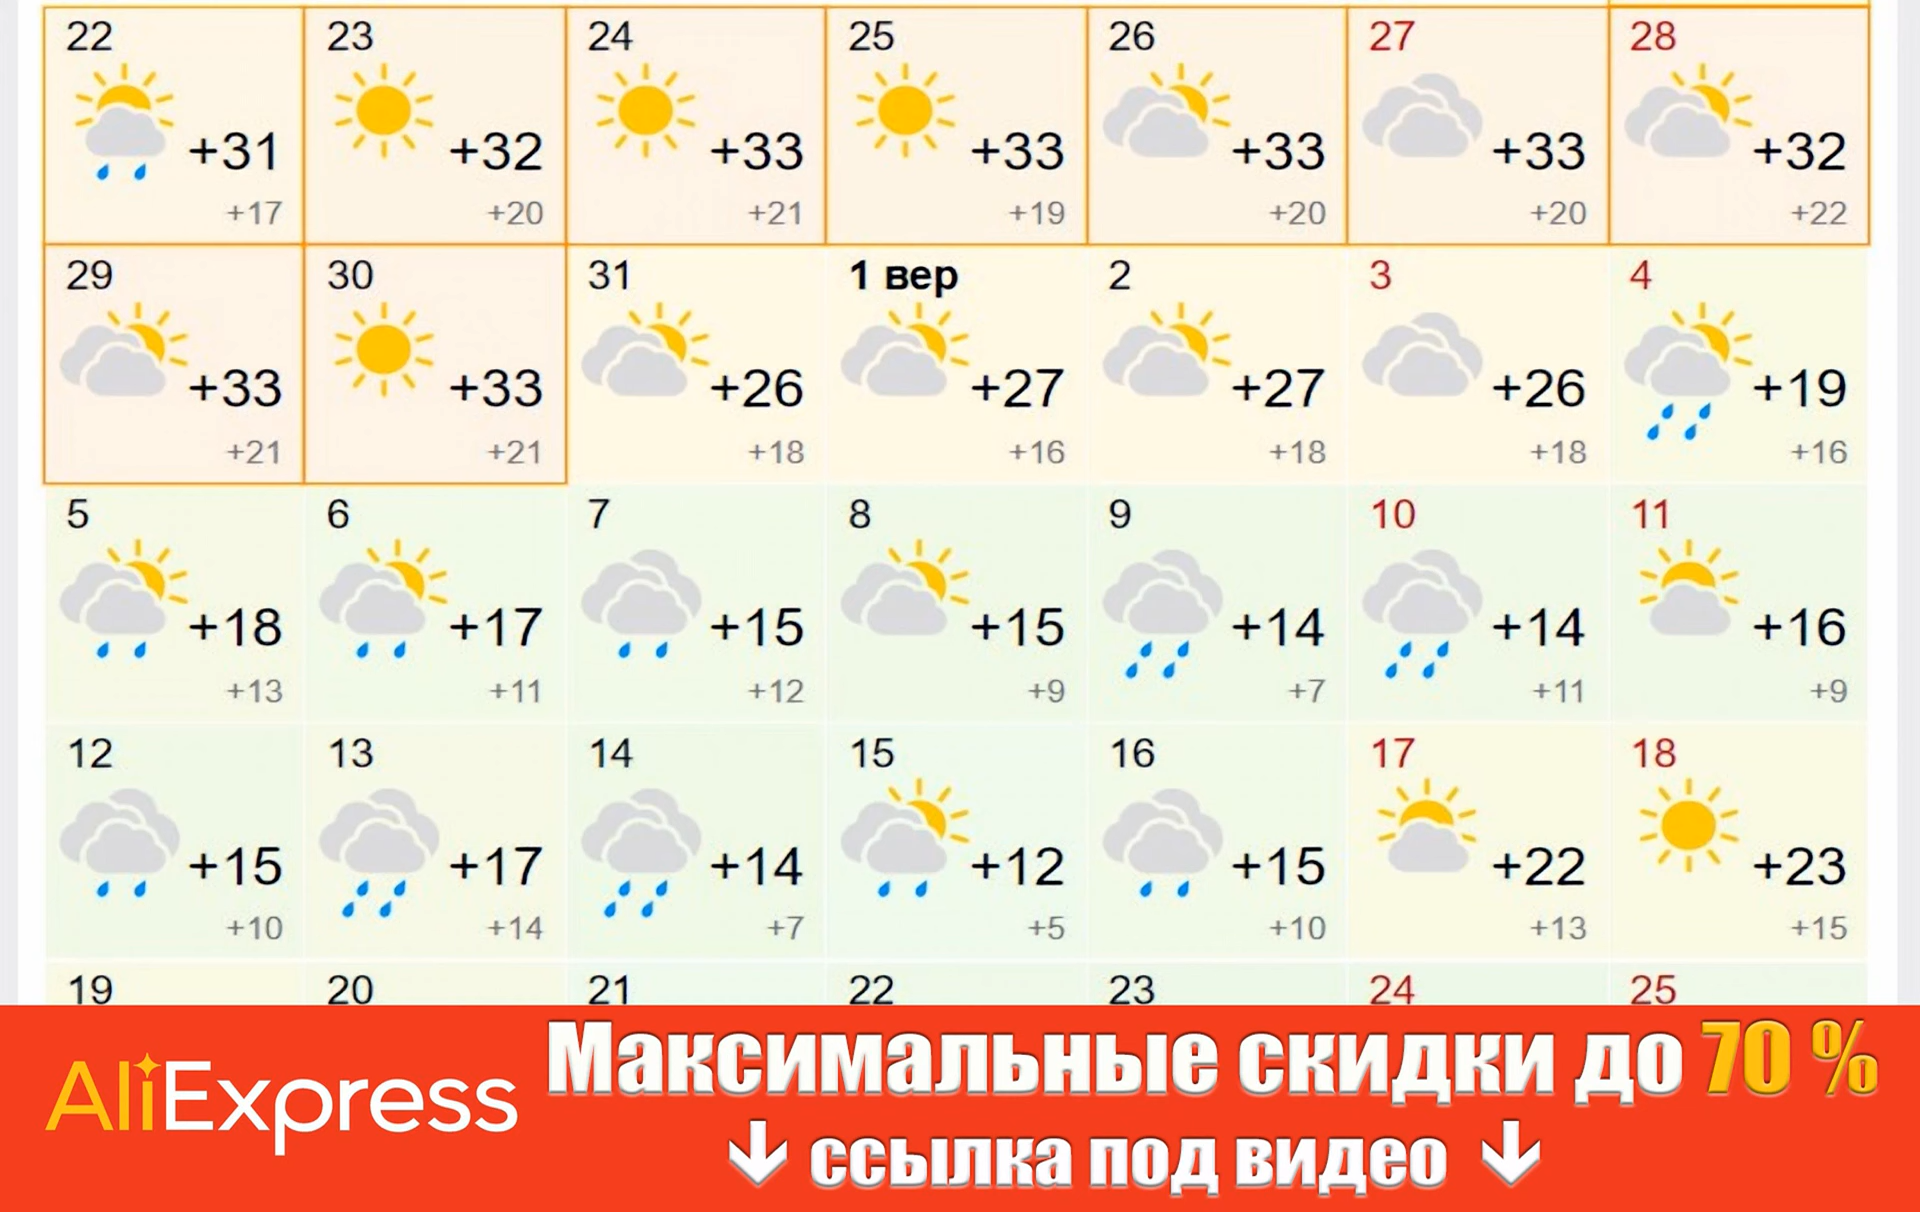 22 23 24 25 26 27 28
+31 +32 +33 +33 +33 +33 +32
+17 +20 +21 +19 +20 +20 +22
29 30 31 1 вер 2 3 4
+33 +33 +26 +27 +27 +26 +19
+21 +21 +18 +16 +18 +18 +16
5 6 7 8 9 10 11
+18 +17 +15 +15 +14 +14 +16
+13 +11 +12 +9 +7 +11 +9
12 13 14 15 16 17 18
+15 +17 +14 +12 +15 +22 +23
+10 +14 +7 +5 +10 +13 +15
19 20 21 22 23 24 25
AliExpress
Максимальные скидки до 70 %
↓ ссылка под видео ↓